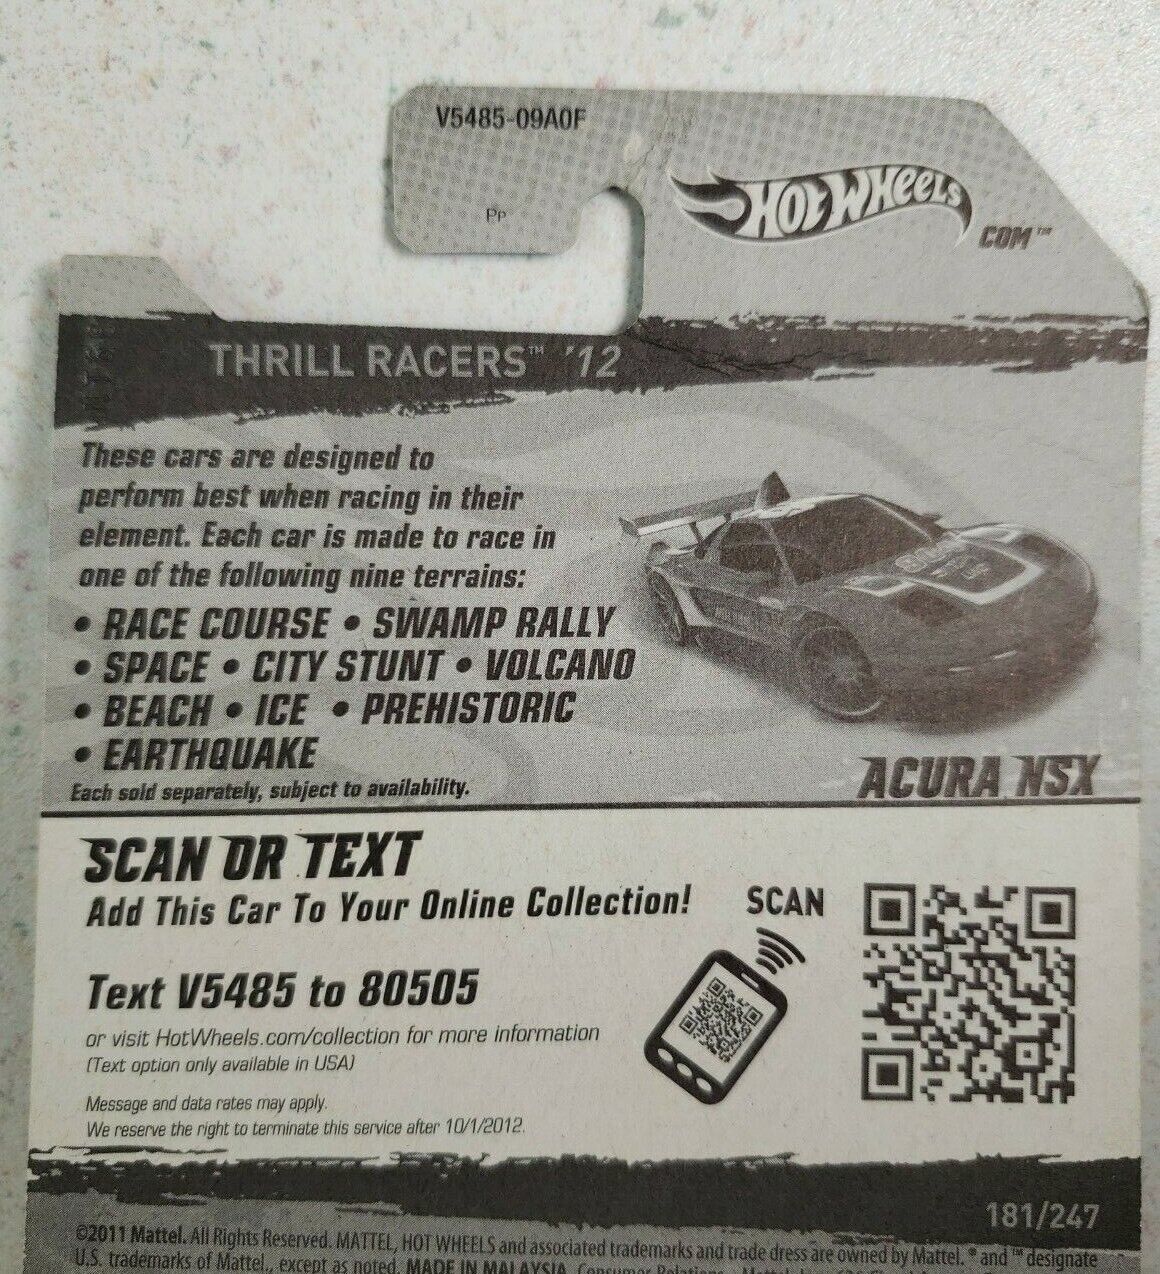 V5485-09A0F
Pp
HOT WHeeLS
COM™
THRILL RACERS™ '12
These cars are designed to
perform best when racing in their
element. Each car is made to race in
one of the following nine terrains:
• RACE COURSE • SWAMP RALLY
• SPACE • CITY STUNT • VOLCANO
• BEACH • ICE • PREHISTORIC
• EARTHQUAKE
Each sold separately, subject to availability.
ACURA NSX
SCAN OR TEXT
Add This Car To Your Online Collection!
SCAN
Text V5485 to 80505
or visit HotWheels.com/collection for more information
(Text option only available in USA)
Message and data rates may apply.
We reserve the right to terminate this service after 10/1/2012.
181/247
©2011 Mattel. All Rights Reserved. MATTEL, HOT WHEELS and associated trademarks and trade dress are owned by Mattel. ® and ™ designate
U.S. trademarks of Mattel., except as noted. MADE IN MALAYSIA. Consumer Relations